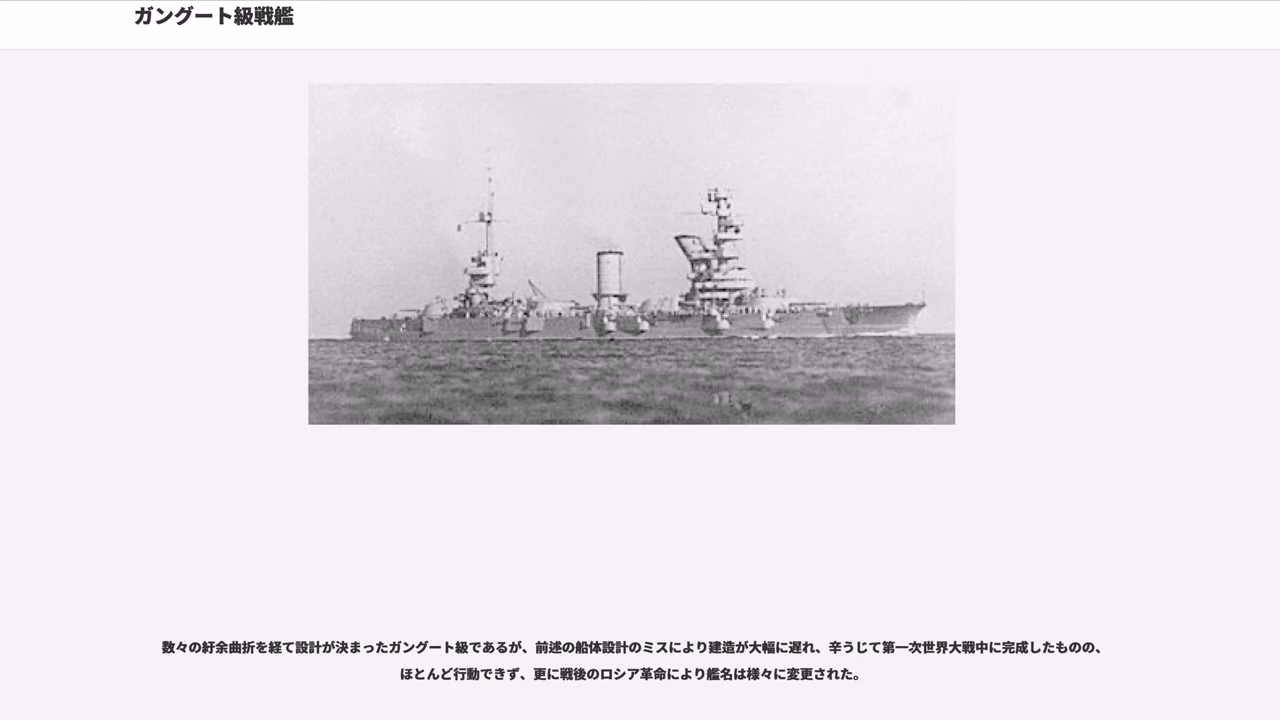 ガングート級戦艦
数々の紆余曲折を経て設計が決まったガングート級であるが、前述の船体設計のミスにより建造が大幅に遅れ、辛うじて第一次世界大戦中に完成したものの、
ほとんど行動できず、更に戦後のロシア革命により艦名は様々に変更された。